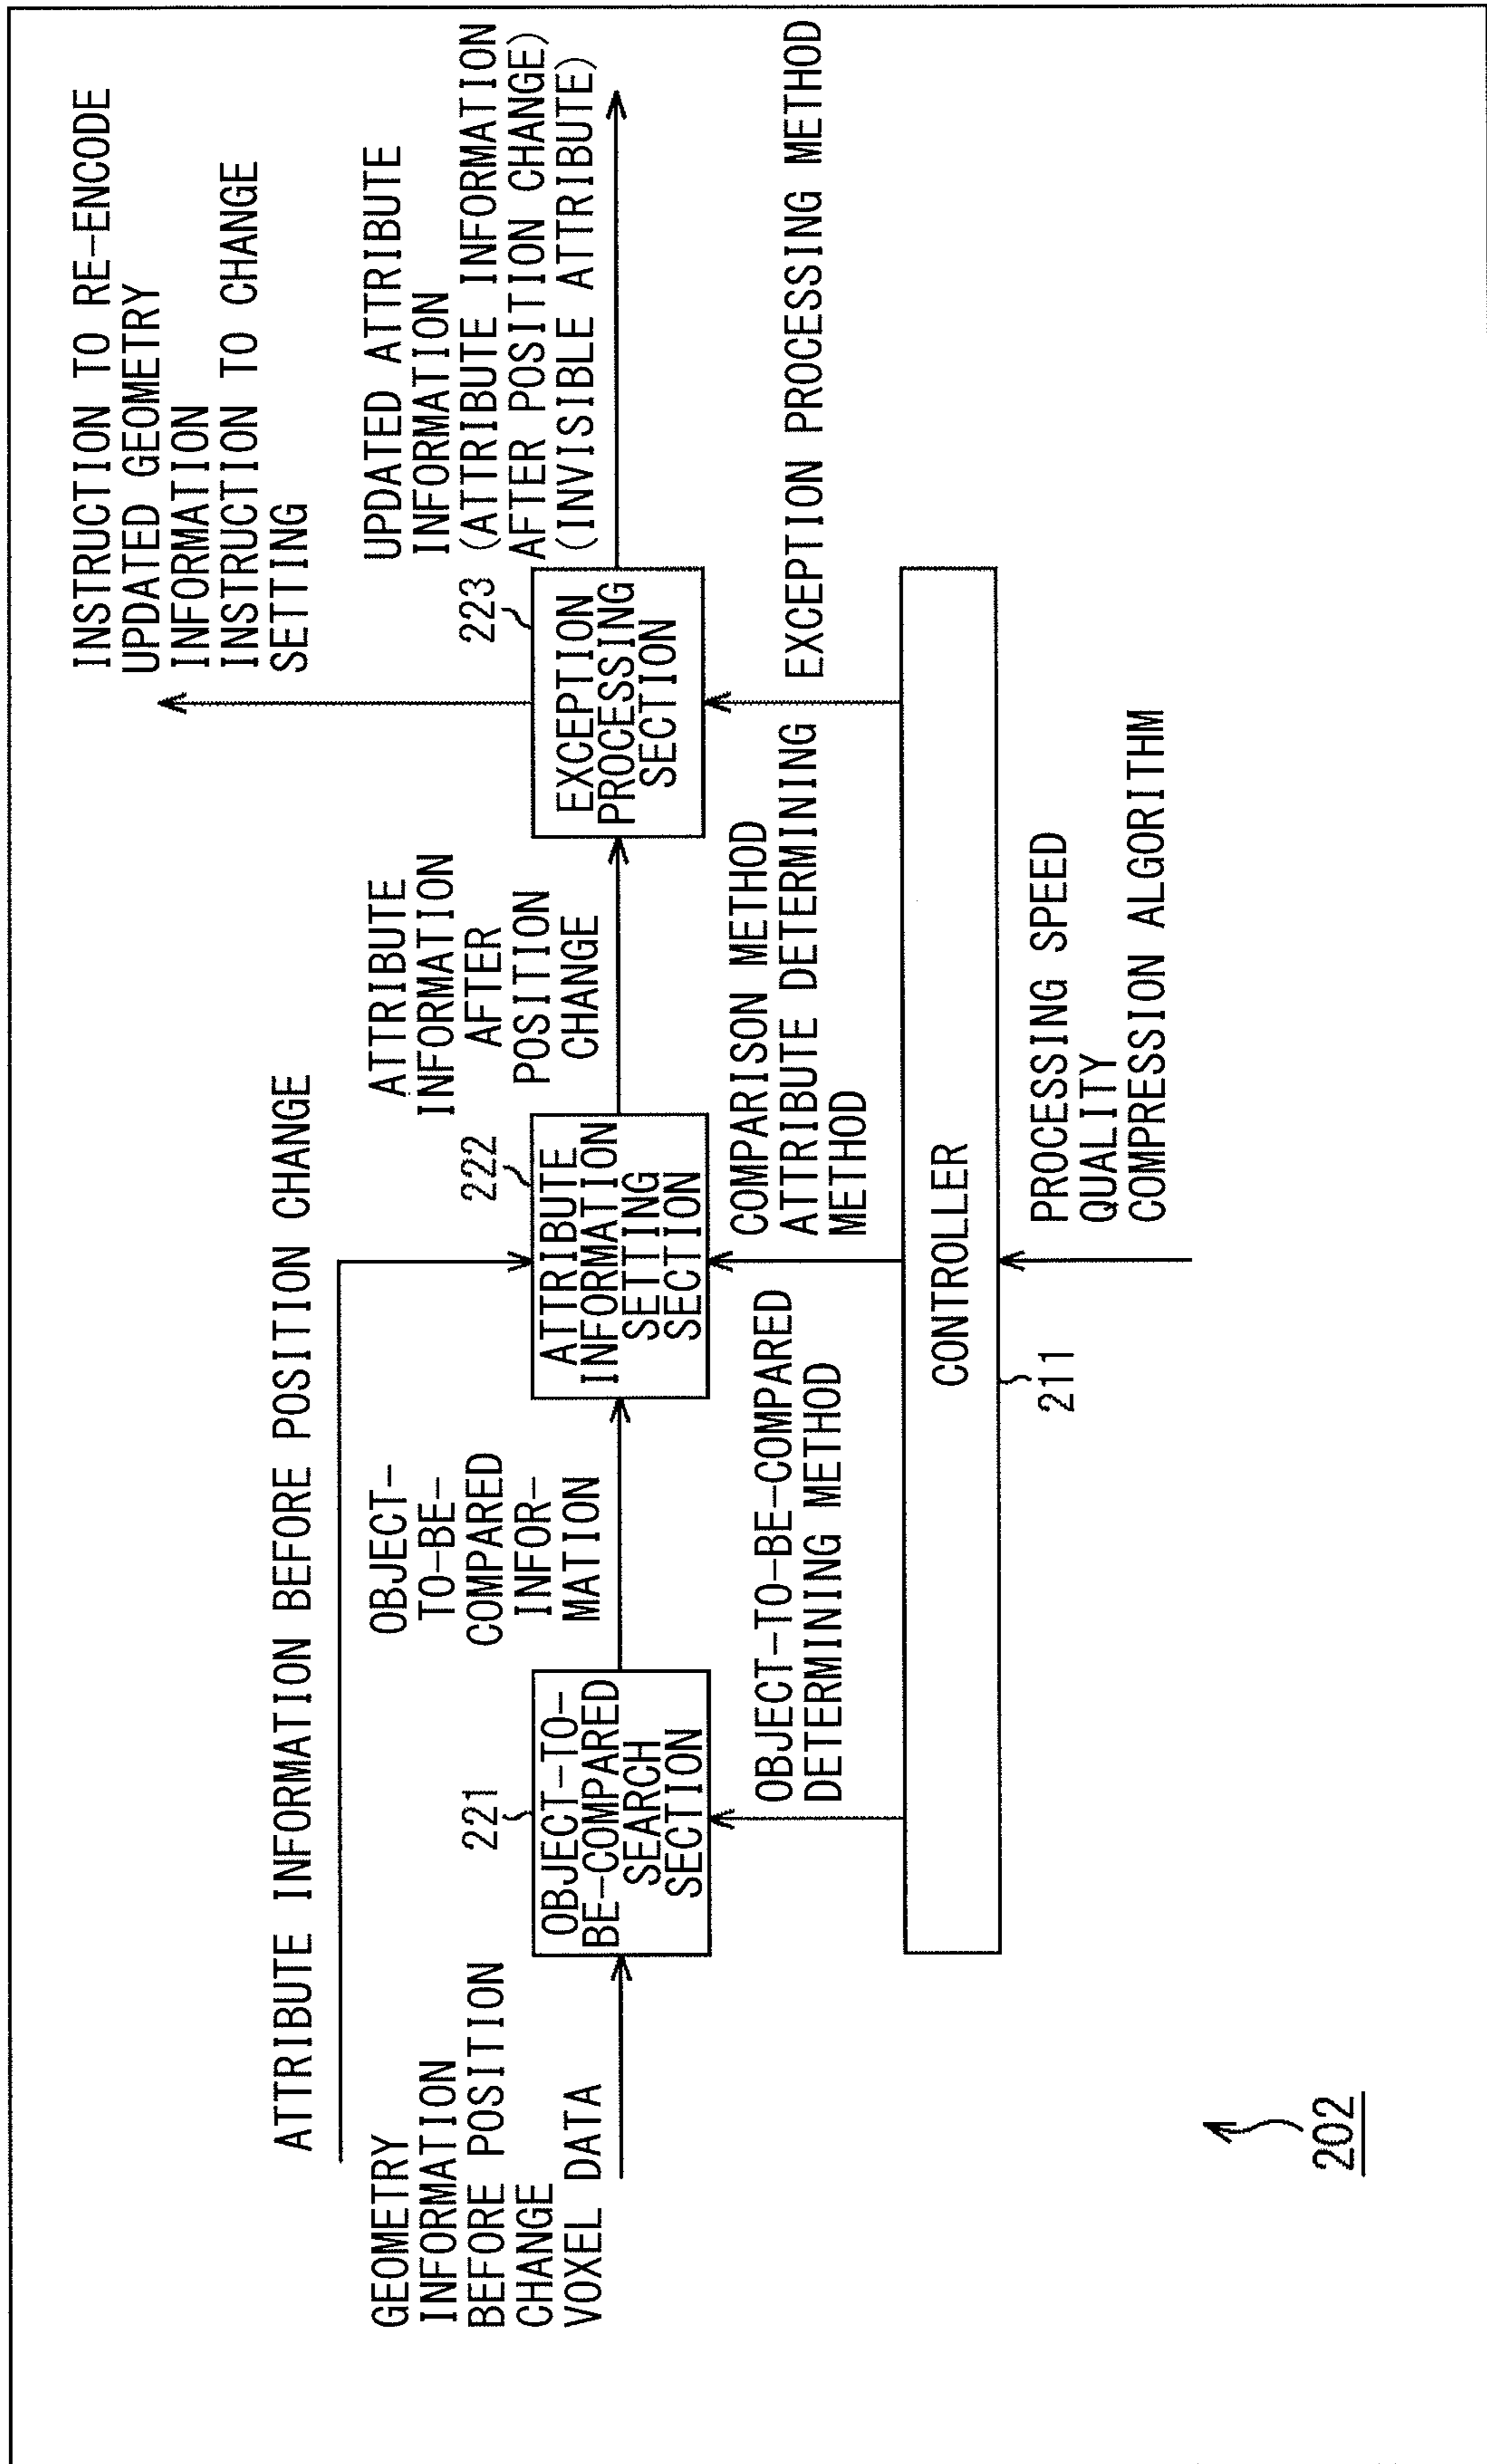 INSTRUCTION TO RE-ENCODE
UPDATED GEOMETRY
INFORMATION
INSTRUCTION TO CHANGE
SETTING
ATTRIBUTE INFORMATION BEFORE POSITION CHANGE
GEOMETRY
INFORMATION
BEFORE POSITION
CHANGE
VOXEL DATA
221
OBJECT-TO-
BE-COMPARED
SEARCH
SECTION
OBJECT-
TO-BE-
COMPARED
INFOR-
MATION
222
ATTRIBUTE
INFORMATION
SETTING
SECTION
ATTRIBUTE
INFORMATION
AFTER
POSITION
CHANGE
223
EXCEPTION
PROCESSING
SECTION
UPDATED ATTRIBUTE
INFORMATION
(ATTRIBUTE INFORMATION
AFTER POSITION CHANGE)
(INVISIBLE ATTRIBUTE)
OBJECT-TO-BE-COMPARED
DETERMINING METHOD
COMPARISON METHOD
ATTRIBUTE DETERMINING
METHOD
EXCEPTION PROCESSING METHOD
CONTROLLER
211
PROCESSING SPEED
QUALITY
COMPRESSION ALGORITHM
202